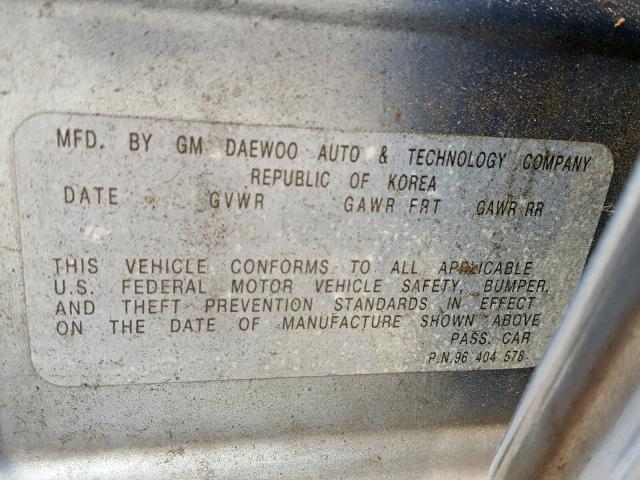 MFD. BY GM DAEWOO AUTO & TECHNOLOGY COMPANY
REPUBLIC OF KOREA
DATE GVWR GAWR FRT GAWR RR
THIS VEHICLE CONFORMS TO ALL APPLICABLE
U.S. FEDERAL MOTOR VEHICLE SAFETY, BUMPER,
AND THEFT PREVENTION STANDARDS IN EFFECT
ON THE DATE OF MANUFACTURE SHOWN ABOVE
PASS. CAR
P.N.96 404 578